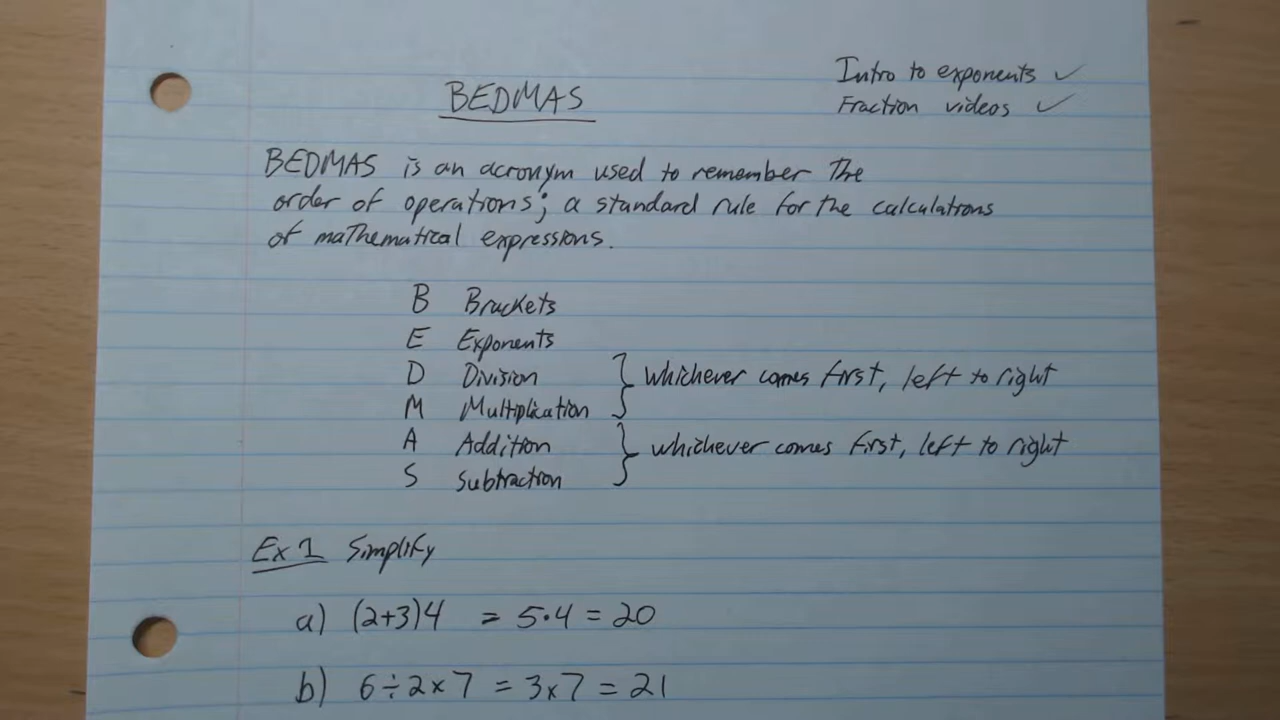 BEDMAS
Intro to exponents ✓
Fraction videos ✓
BEDMAS is an acronym used to remember the
order of operations; a standard rule for the calculations
of mathematical expressions.
B Brackets
E Exponents
D Division } whichever comes first, left to right
M Multiplication
A Addition } whichever comes first, left to right
S Subtraction
Ex 1 Simplify
a) (2+3)4 = 5·4 = 20
b) 6÷2×7 = 3×7 = 21